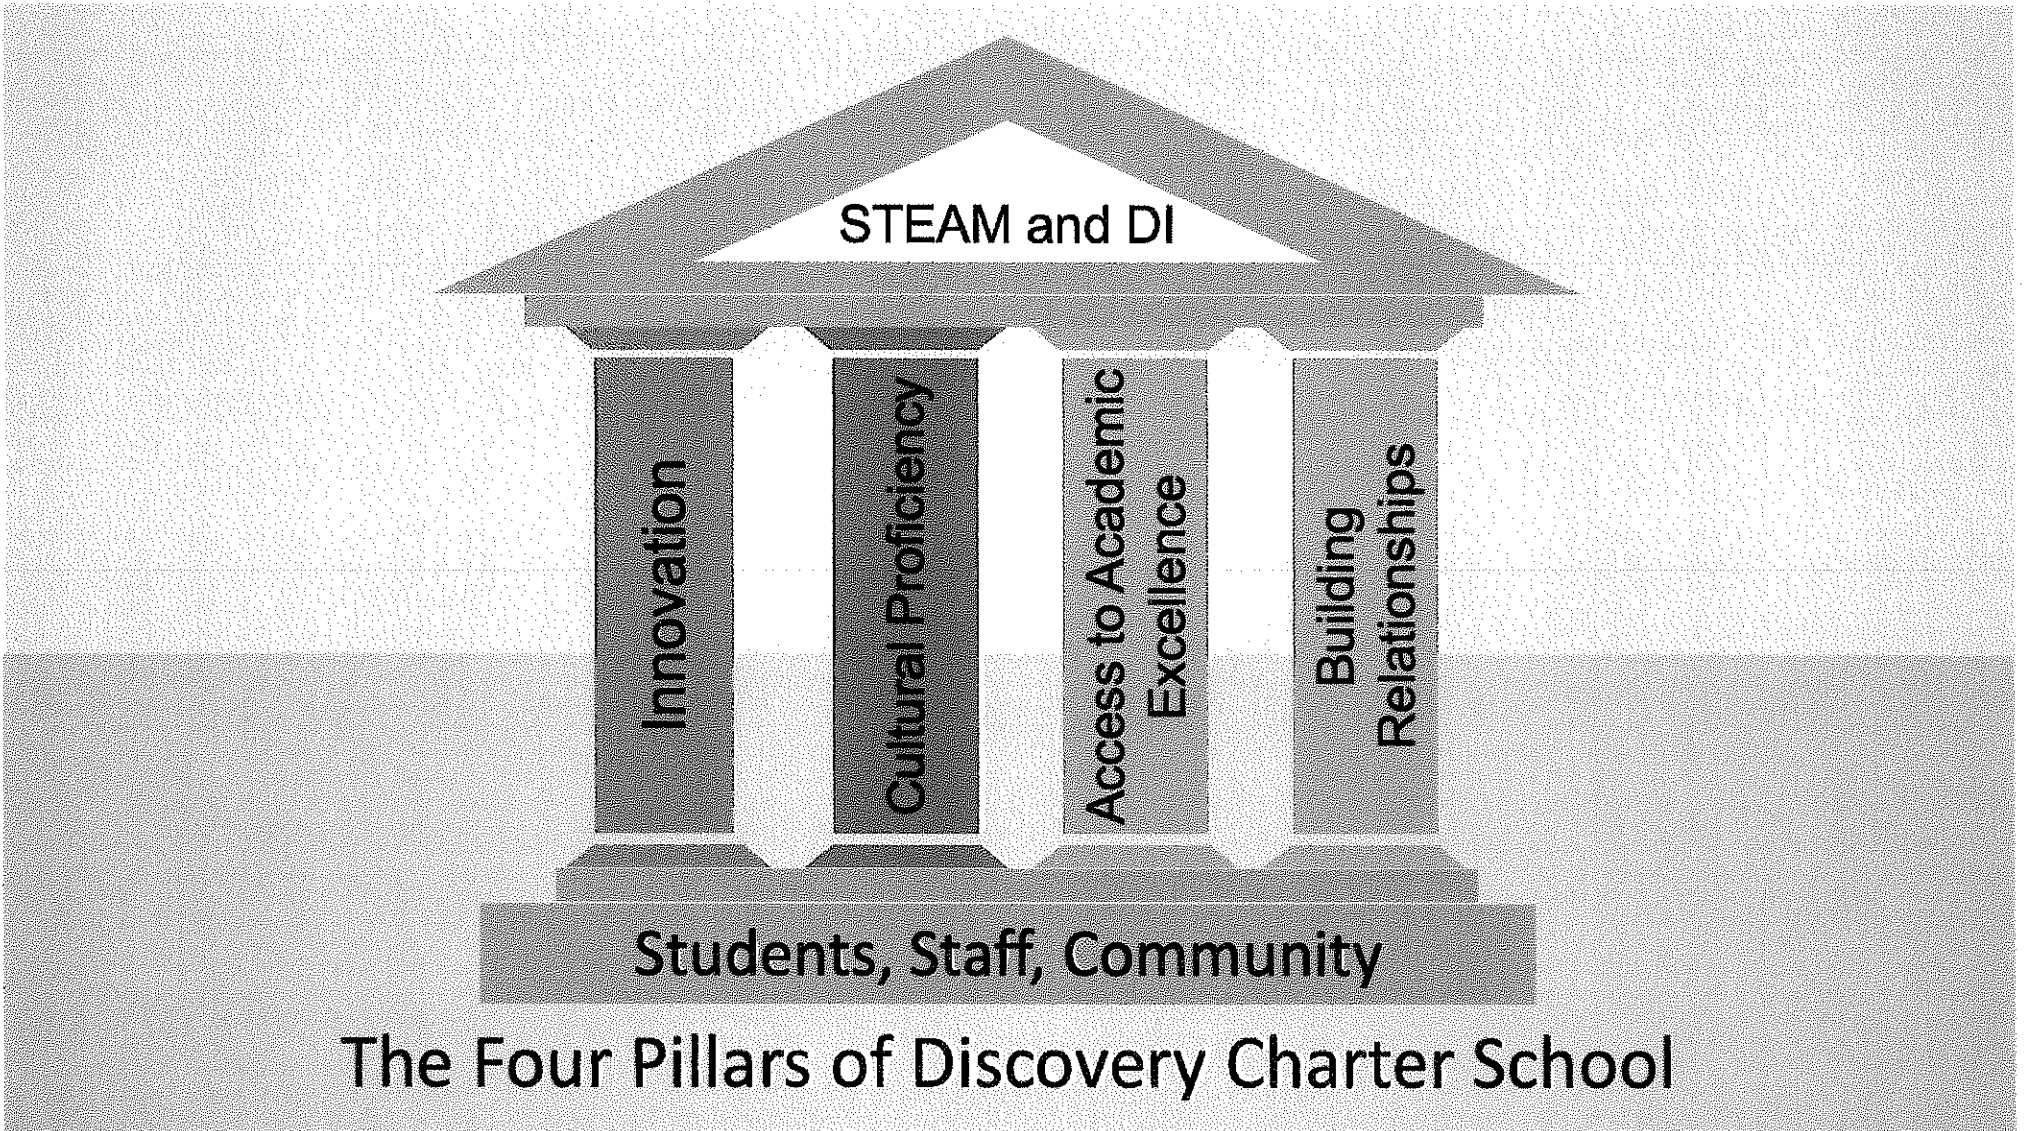 STEAM and DI
Innovation
Cultural Proficiency
Access to Academic
Excellence
Building
Relationships
Students, Staff, Community
The Four Pillars of Discovery Charter School